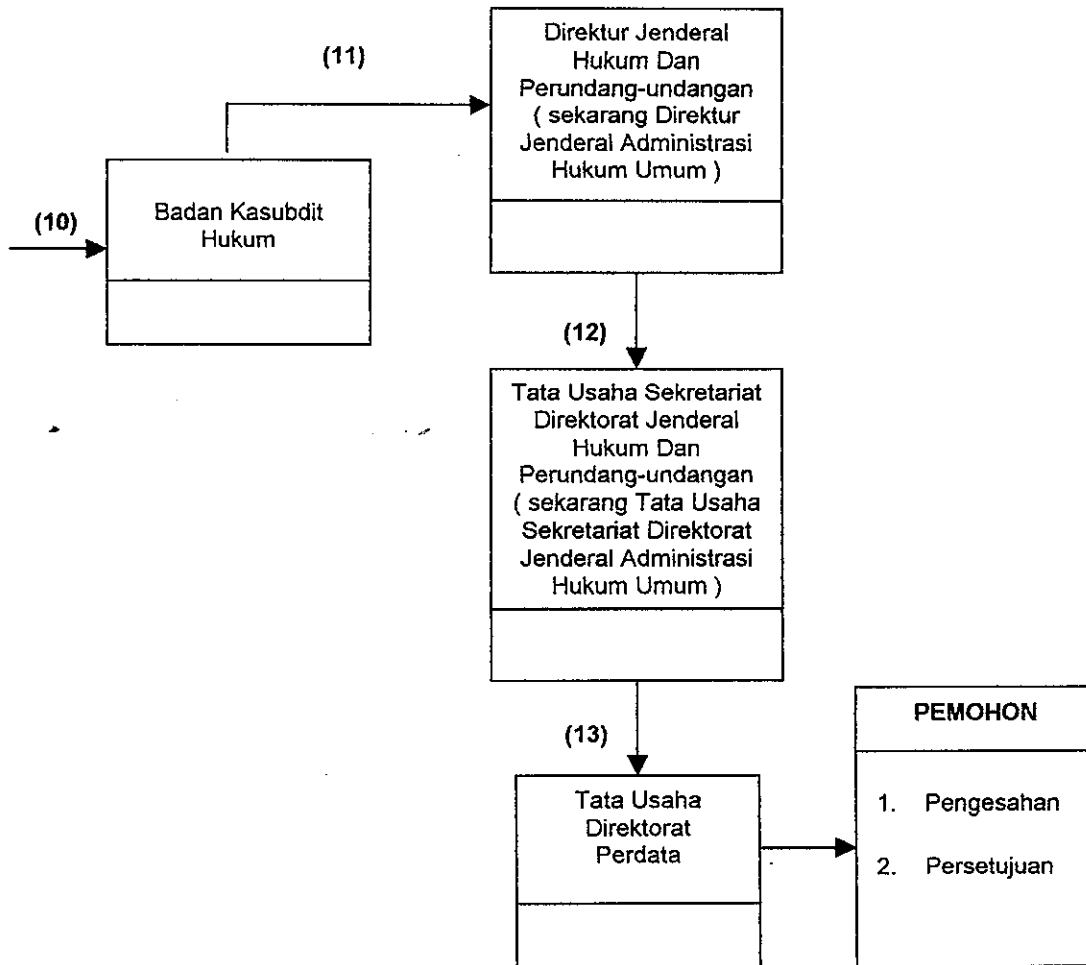 (10)
Badan Kasubdit
Hukum
(11)
Direktur Jenderal
Hukum Dan
Perundang-undangan
( sekarang Direktur
Jenderal Administrasi
Hukum Umum )
(12)
Tata Usaha Sekretariat
Direktorat Jenderal
Hukum Dan
Perundang-undangan
( sekarang Tata Usaha
Sekretariat Direktorat
Jenderal Administrasi
Hukum Umum )
(13)
Tata Usaha
Direktorat
Perdata
PEMOHON
1. Pengesahan
2. Persetujuan